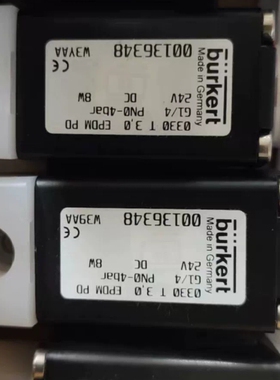 00136348
0330 T 3,0 EPDM PD
G1/4 PN0-4bar
24V DC 8W
W3YAA
CE
burkert
Made in Germany
00136348
0330 T 3,0 EPDM PD
G1/4 PN0-4bar
24V DC 8W
W39AA
CE
burkert
Made in Germany